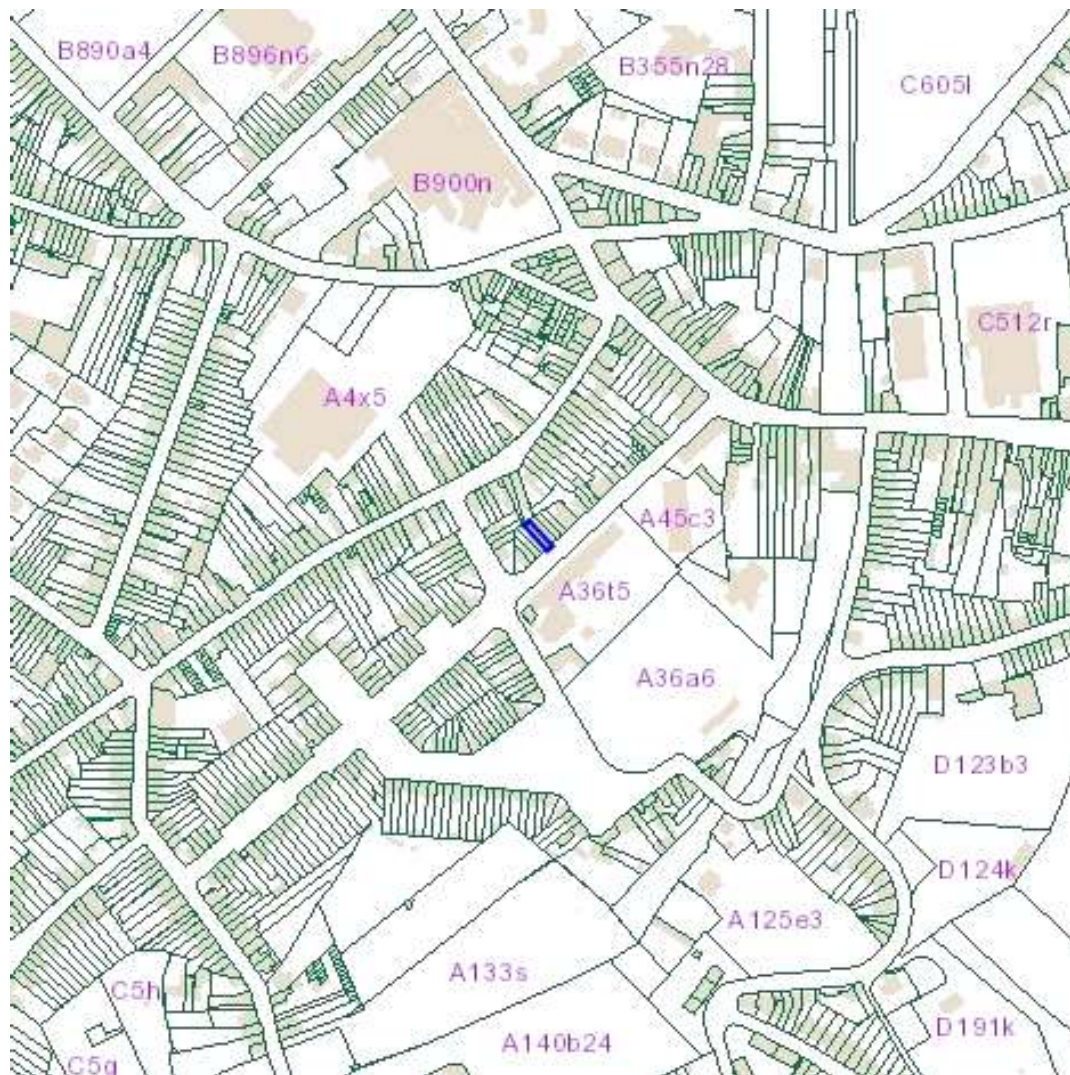 B890a4
B896n6
B355n28
C605l
B900n
C512r
A4x5
A45c3
A36t5
A36a6
D123b3
D124k
A125e3
A133s
C5h
D191k
A140b24
C5g